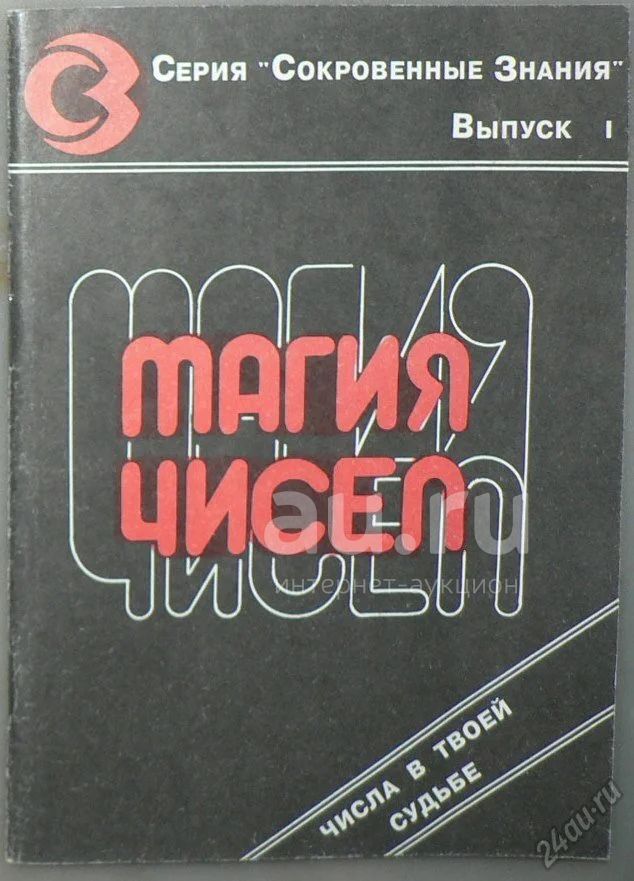 Серия "Сокровенные Знания"
Выпуск I
МАГИЯ
ЧИСЕЛ
au.ru
интернет-аукцион
ЧИСЛА В ТВОЕЙ
СУДЬБЕ
24au.ru